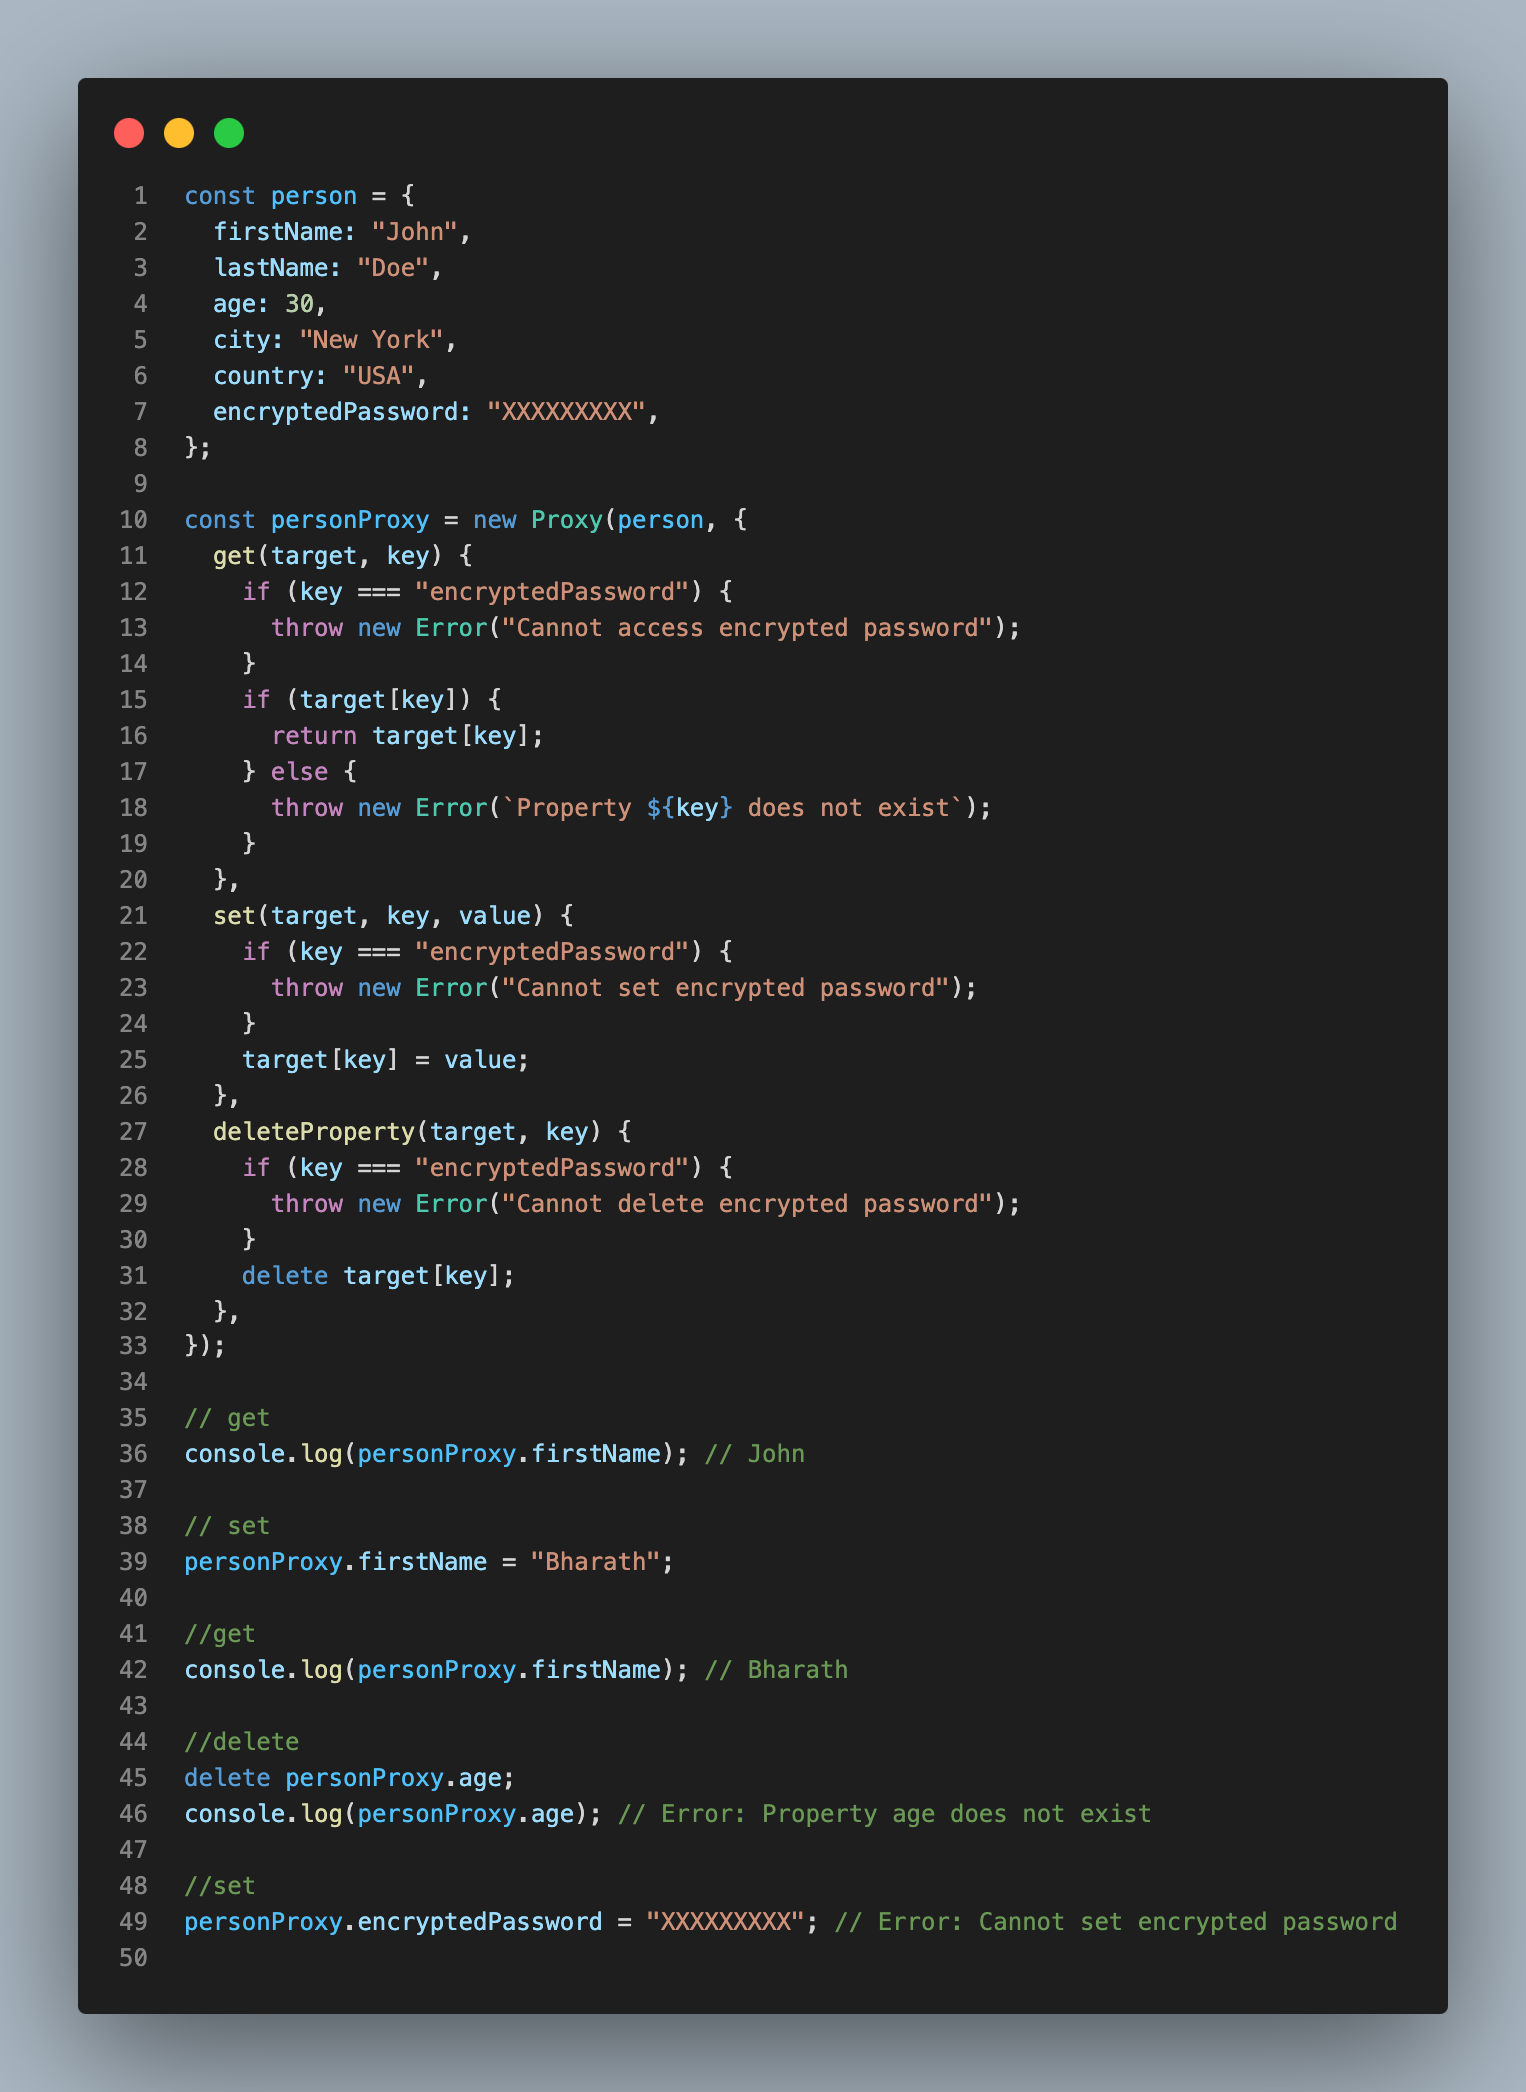 1 const person = {
2   firstName: "John",
3   lastName: "Doe",
4   age: 30,
5   city: "New York",
6   country: "USA",
7   encryptedPassword: "XXXXXXXXX",
8 };
9
10 const personProxy = new Proxy(person, {
11   get(target, key) {
12     if (key === "encryptedPassword") {
13       throw new Error("Cannot access encrypted password");
14     }
15     if (target[key]) {
16       return target[key];
17     } else {
18       throw new Error(`Property ${key} does not exist`);
19     }
20   },
21   set(target, key, value) {
22     if (key === "encryptedPassword") {
23       throw new Error("Cannot set encrypted password");
24     }
25     target[key] = value;
26   },
27   deleteProperty(target, key) {
28     if (key === "encryptedPassword") {
29       throw new Error("Cannot delete encrypted password");
30     }
31     delete target[key];
32   },
33 });
34
35 // get
36 console.log(personProxy.firstName); // John
37
38 // set
39 personProxy.firstName = "Bharath";
40
41 //get
42 console.log(personProxy.firstName); // Bharath
43
44 //delete
45 delete personProxy.age;
46 console.log(personProxy.age); // Error: Property age does not exist
47
48 //set
49 personProxy.encryptedPassword = "XXXXXXXXX"; // Error: Cannot set encrypted password
50